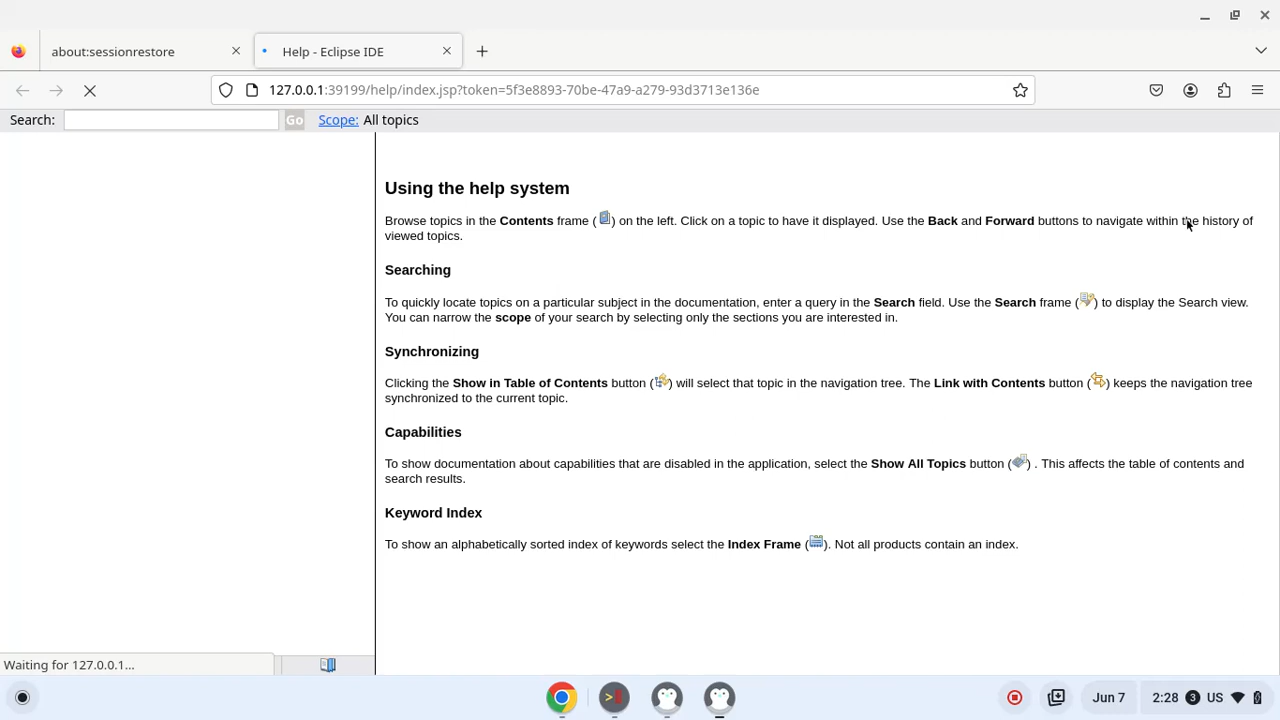 about:sessionrestore
Help - Eclipse IDE
127.0.0.1:39199/help/index.jsp?token=5f3e8893-70be-47a9-a279-93d3713e136e
Search:
Go
Scope: All topics
Using the help system
Browse topics in the Contents frame ( ) on the left. Click on a topic to have it displayed. Use the Back and Forward buttons to navigate within the history of
viewed topics.
Searching
To quickly locate topics on a particular subject in the documentation, enter a query in the Search field. Use the Search frame ( ) to display the Search view.
You can narrow the scope of your search by selecting only the sections you are interested in.
Synchronizing
Clicking the Show in Table of Contents button ( ) will select that topic in the navigation tree. The Link with Contents button ( ) keeps the navigation tree
synchronized to the current topic.
Capabilities
To show documentation about capabilities that are disabled in the application, select the Show All Topics button ( ) . This affects the table of contents and
search results.
Keyword Index
To show an alphabetically sorted index of keywords select the Index Frame ( ). Not all products contain an index.
Waiting for 127.0.0.1...
Jun 7
2:28
3
US